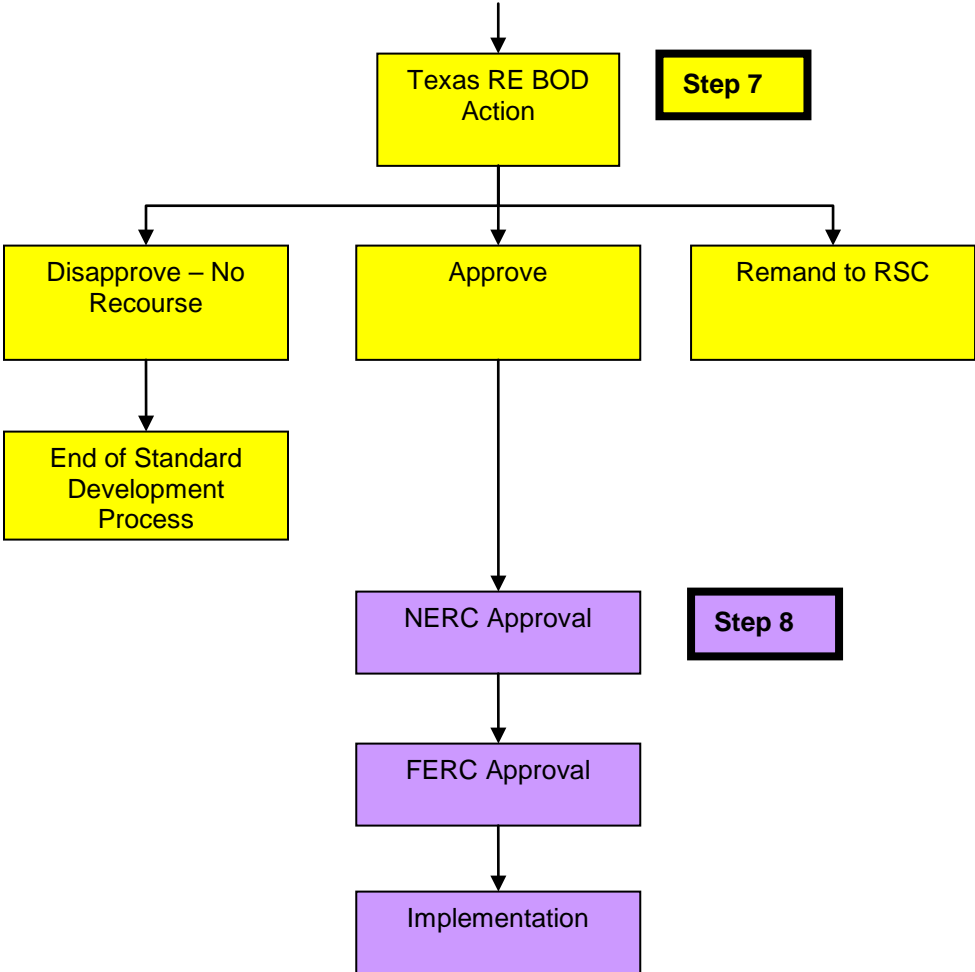 Texas RE BOD
Action
Step 7
Disapprove – No
Recourse
Approve
Remand to RSC
End of Standard
Development
Process
NERC Approval
Step 8
FERC Approval
Implementation